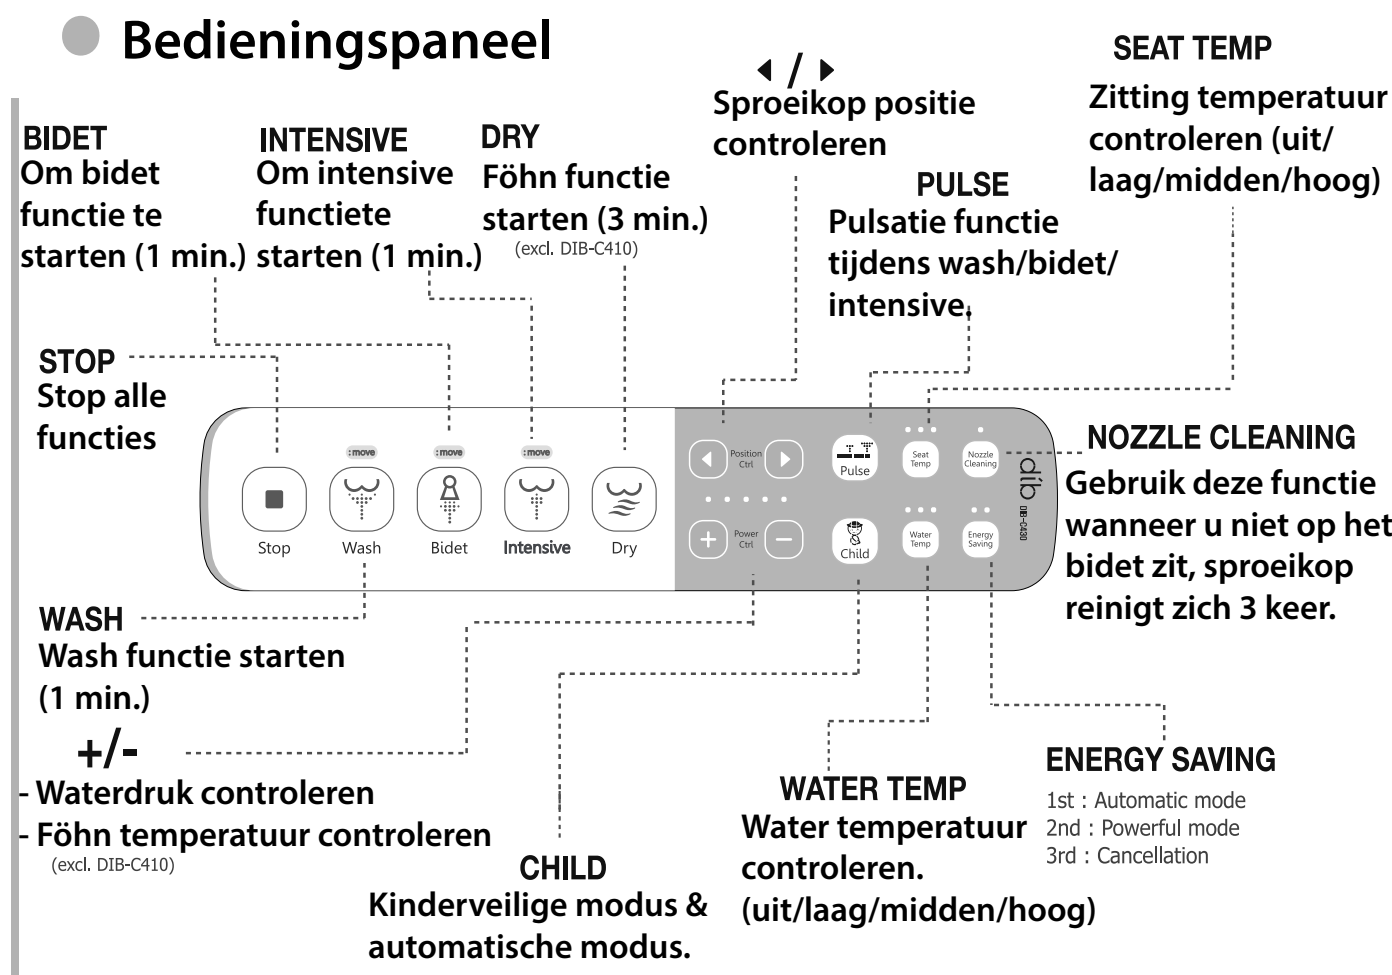 Bedieningspaneel
BIDET
Om bidet
functie te
starten (1 min.)
INTENSIVE
Om intensive
functiete
starten (1 min.)
DRY
Föhn functie
starten (3 min.)
(excl. DIB-C410)
◀ / ▶
Sproeikop positie
controleren
PULSE
Pulsatie functie
tijdens wash/bidet/
intensive.
SEAT TEMP
Zitting temperatuur
controleren (uit/
laag/midden/hoog)
STOP
Stop alle
functies
:move
:move
:move
Stop
Wash
Bidet
Intensive
Dry
Position
Ctrl
+
Power
Ctrl
−
Pulse
Child
Seat
Temp
Nozzle
Cleaning
Water
Temp
Energy
Saving
dib DIB-C430
NOZZLE CLEANING
Gebruik deze functie
wanneer u niet op het
bidet zit, sproeikop
reinigt zich 3 keer.
WASH
Wash functie starten
(1 min.)
+/-
- Waterdruk controleren
- Föhn temperatuur controleren
(excl. DIB-C410)
CHILD
Kinderveilige modus &
automatische modus.
WATER TEMP
Water temperatuur
controleren.
(uit/laag/midden/hoog)
ENERGY SAVING
1st : Automatic mode
2nd : Powerful mode
3rd : Cancellation